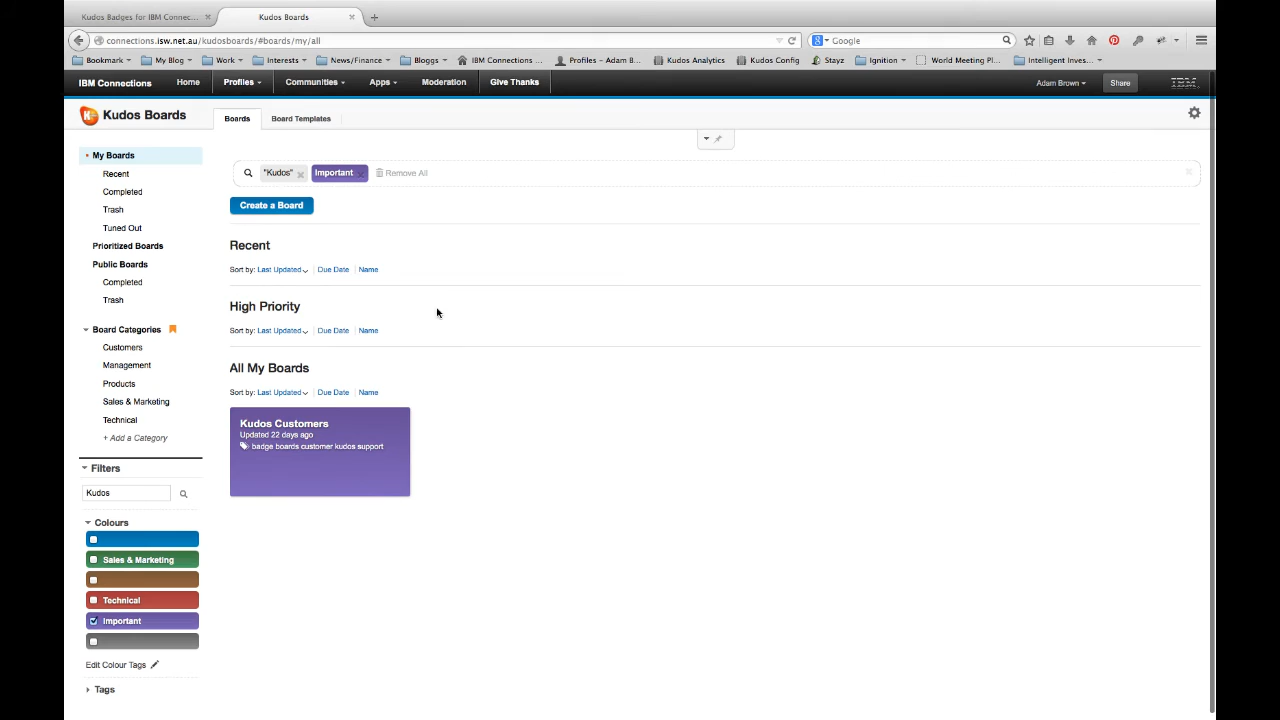 Kudos Badges for IBM Connec...
Kudos Boards
connections.isw.net.au/kudosboards/#boards/my/all
Google
Bookmark
My Blog
Work
Interests
News/Finance
Bloggs
IBM Connections ...
Profiles – Adam B...
Kudos Analytics
Kudos Config
Stayz
Ignition
World Meeting Pl...
Intelligent Inves...
IBM Connections
Home
Profiles
Communities
Apps
Moderation
Give Thanks
Adam Brown
Share
IBM
Kudos Boards
Boards
Board Templates
My Boards
Recent
Completed
Trash
Tuned Out
Prioritized Boards
Public Boards
Completed
Trash
Board Categories
Customers
Management
Products
Sales & Marketing
Technical
+ Add a Category
Filters
Kudos
Colours
Sales & Marketing
Technical
Important
Edit Colour Tags
Tags
"Kudos"
Important
Remove All
Create a Board
Recent
Sort by: Last Updated Due Date Name
High Priority
Sort by: Last Updated Due Date Name
All My Boards
Sort by: Last Updated Due Date Name
Kudos Customers
Updated 22 days ago
badge boards customer kudos support